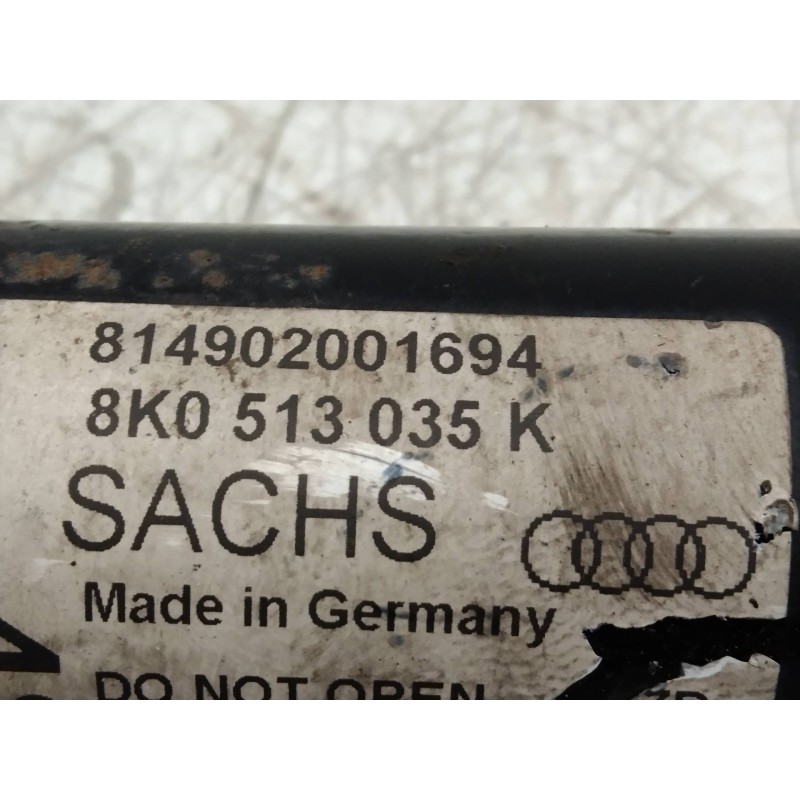 814902001694
8K0 513 035 K
SACHS
Made in Germany
DO NOT OPEN